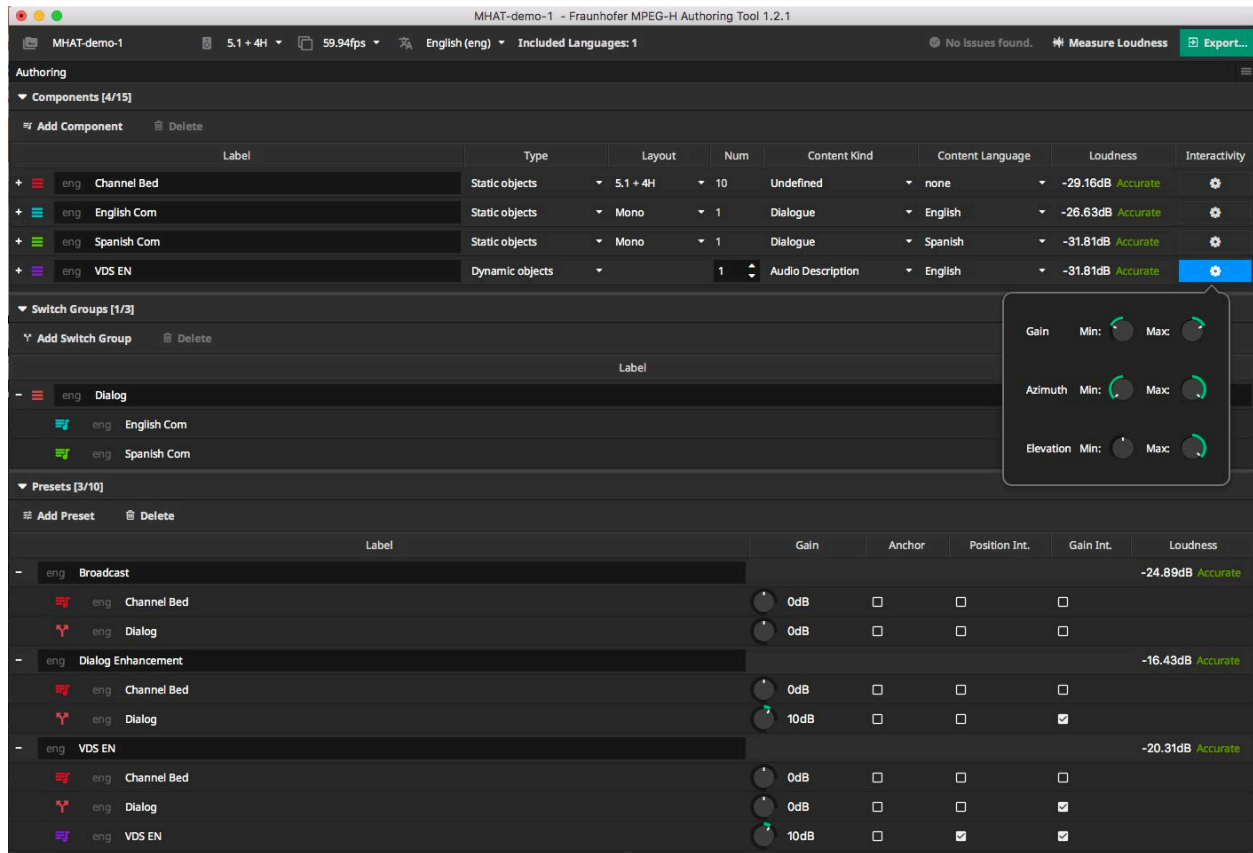 MHAT-demo-1 - Fraunhofer MPEG-H Authoring Tool 1.2.1
MHAT-demo-1 5.1 + 4H 59.94fps English (eng) Included Languages: 1 No issues found. Measure Loudness Export...
Authoring
Components [4/15]
Add Component Delete
Label Type Layout Num Content Kind Content Language Loudness Interactivity
+ eng Channel Bed Static objects 5.1 + 4H 10 Undefined none -29.16dB Accurate
+ eng English Com Static objects Mono 1 Dialogue English -26.63dB Accurate
+ eng Spanish Com Static objects Mono 1 Dialogue Spanish -31.81dB Accurate
+ eng VDS EN Dynamic objects 1 Audio Description English -31.81dB Accurate
Switch Groups [1/3]
Add Switch Group Delete
Label
- eng Dialog
eng English Com
eng Spanish Com
Gain Min: Max:
Azimuth Min: Max:
Elevation Min: Max:
Presets [3/10]
Add Preset Delete
Label Gain Anchor Position Int. Gain Int. Loudness
- eng Broadcast -24.89dB Accurate
eng Channel Bed 0dB
eng Dialog 0dB
- eng Dialog Enhancement -16.43dB Accurate
eng Channel Bed 0dB
eng Dialog 10dB
- eng VDS EN -20.31dB Accurate
eng Channel Bed 0dB
eng Dialog 0dB
eng VDS EN 10dB